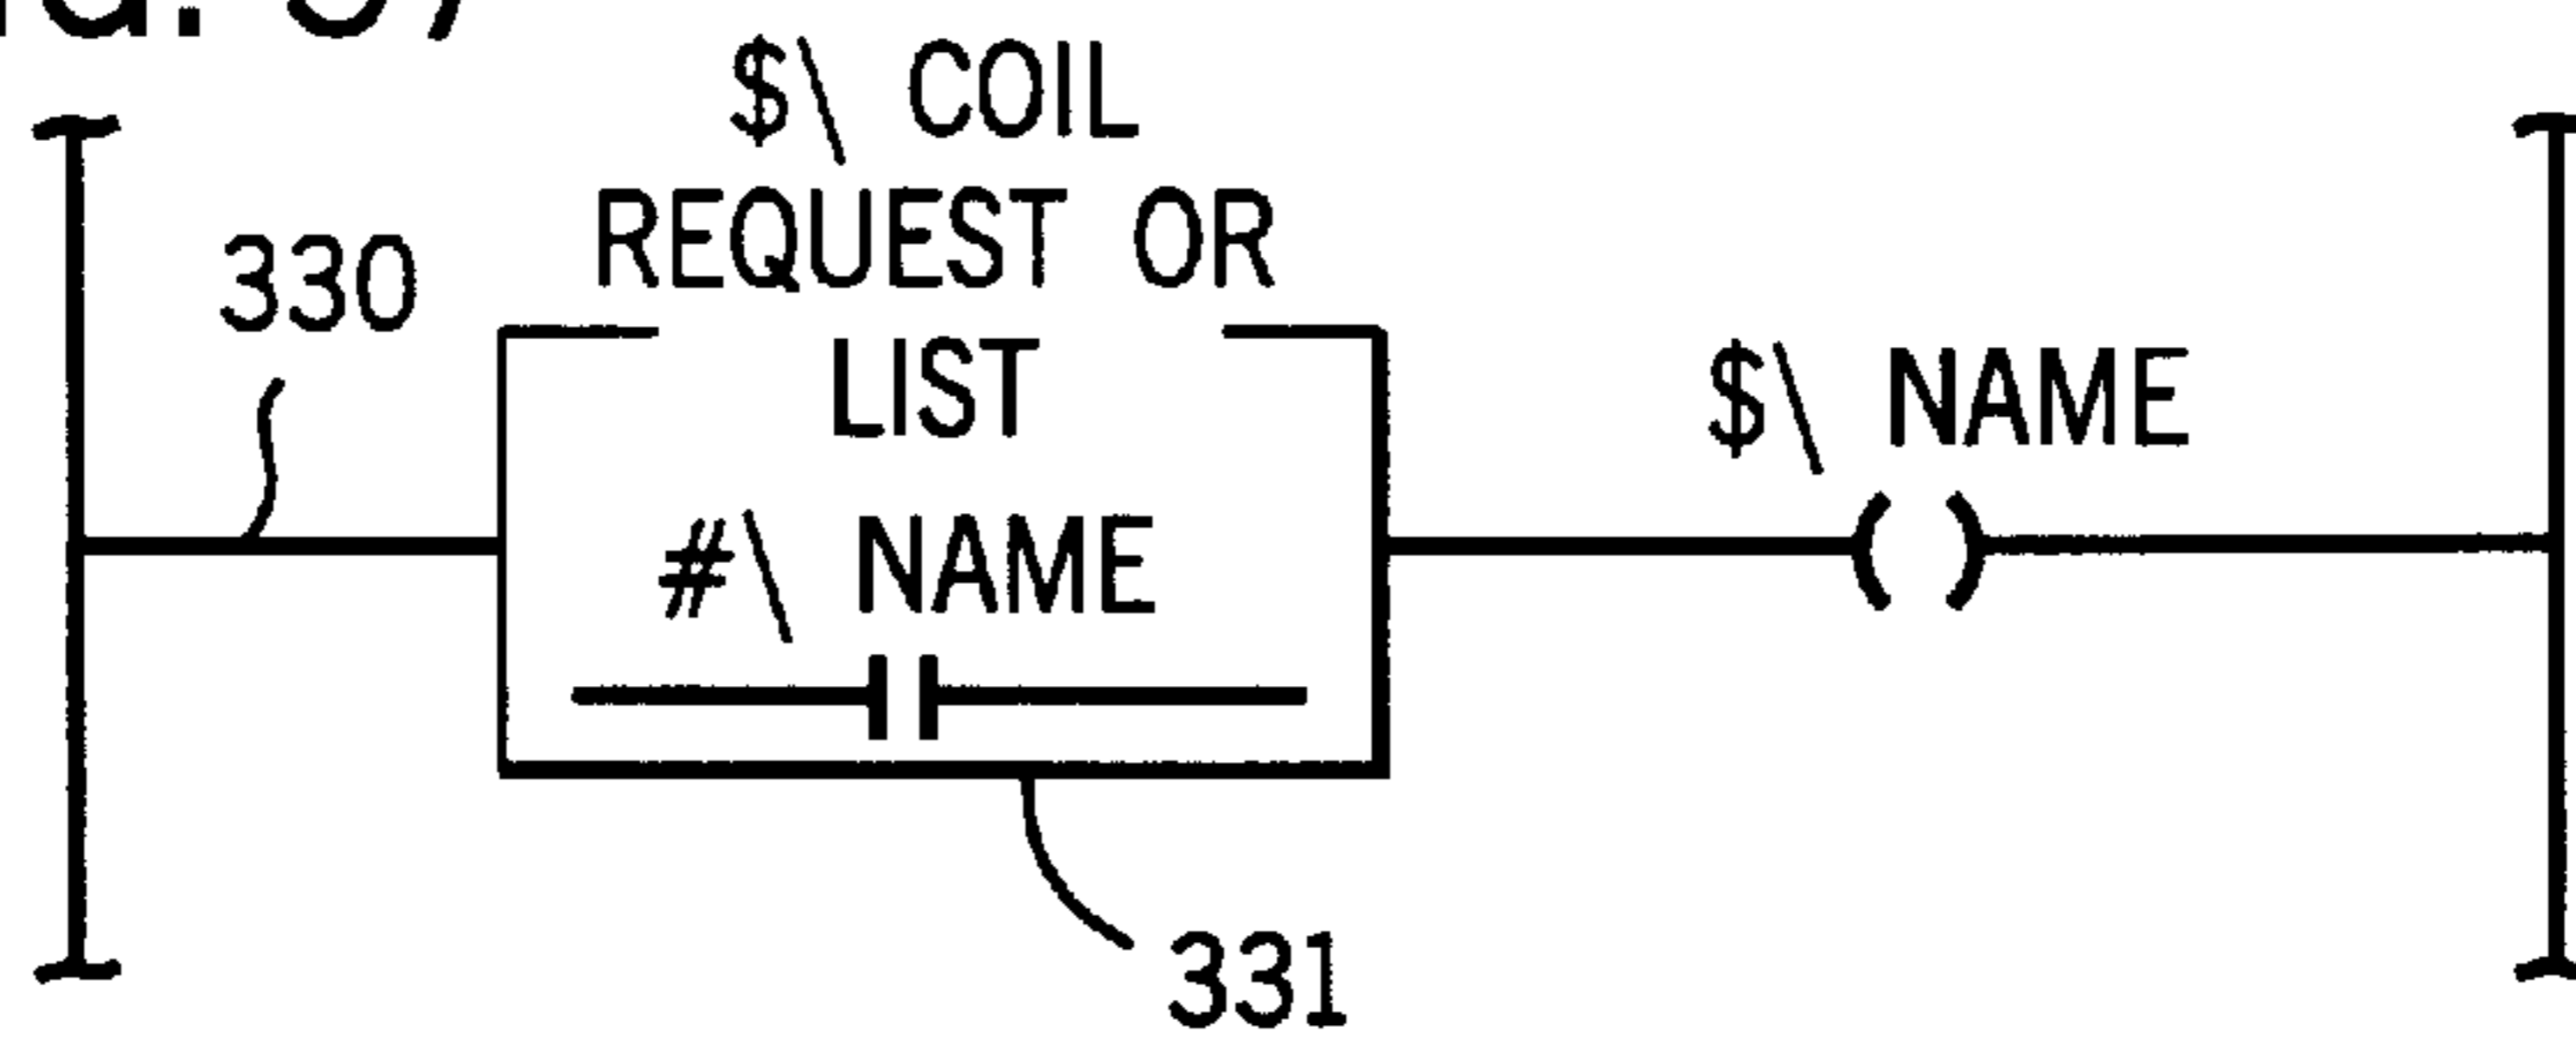 $\ COIL
REQUEST OR
330
LIST
$\ NAME
#\ NAME
331